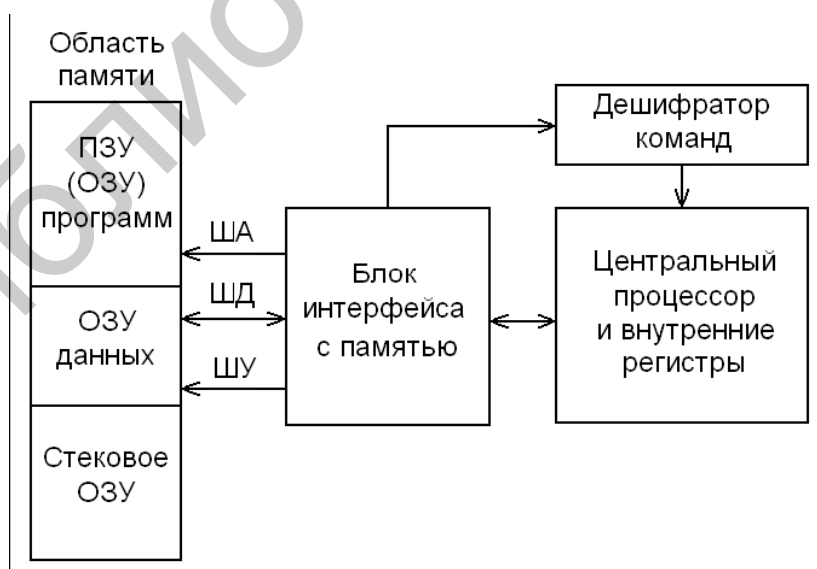 Область
памяти
ПЗУ
(ОЗУ)
программ
ОЗУ
данных
Стековое
ОЗУ
ША
ШД
ШУ
Блок
интерфейса
с памятью
Дешифратор
команд
Центральный
процессор
и внутренние
регистры